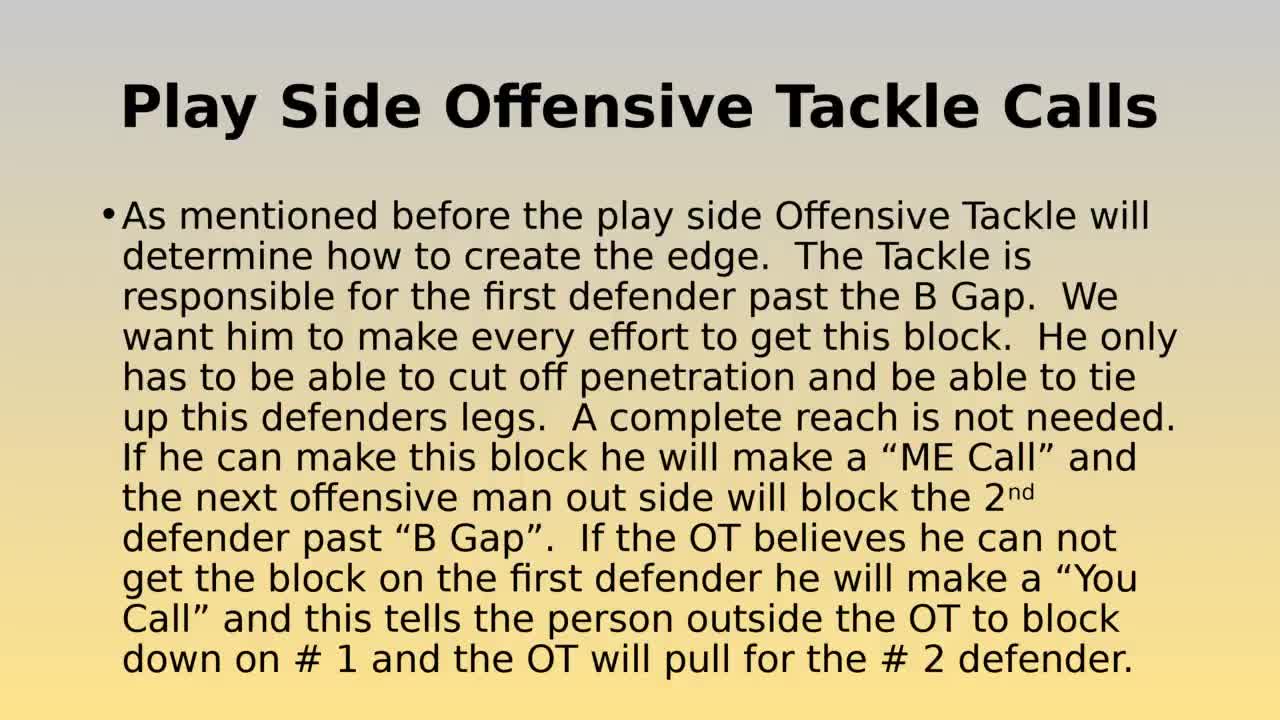 Play Side Offensive Tackle Calls
•As mentioned before the play side Offensive Tackle will
determine how to create the edge.  The Tackle is
responsible for the first defender past the B Gap.  We
want him to make every effort to get this block.  He only
has to be able to cut off penetration and be able to tie
up this defenders legs.  A complete reach is not needed.
If he can make this block he will make a “ME Call” and
the next offensive man out side will block the 2nd
defender past “B Gap”.  If the OT believes he can not
get the block on the first defender he will make a “You
Call” and this tells the person outside the OT to block
down on # 1 and the OT will pull for the # 2 defender.